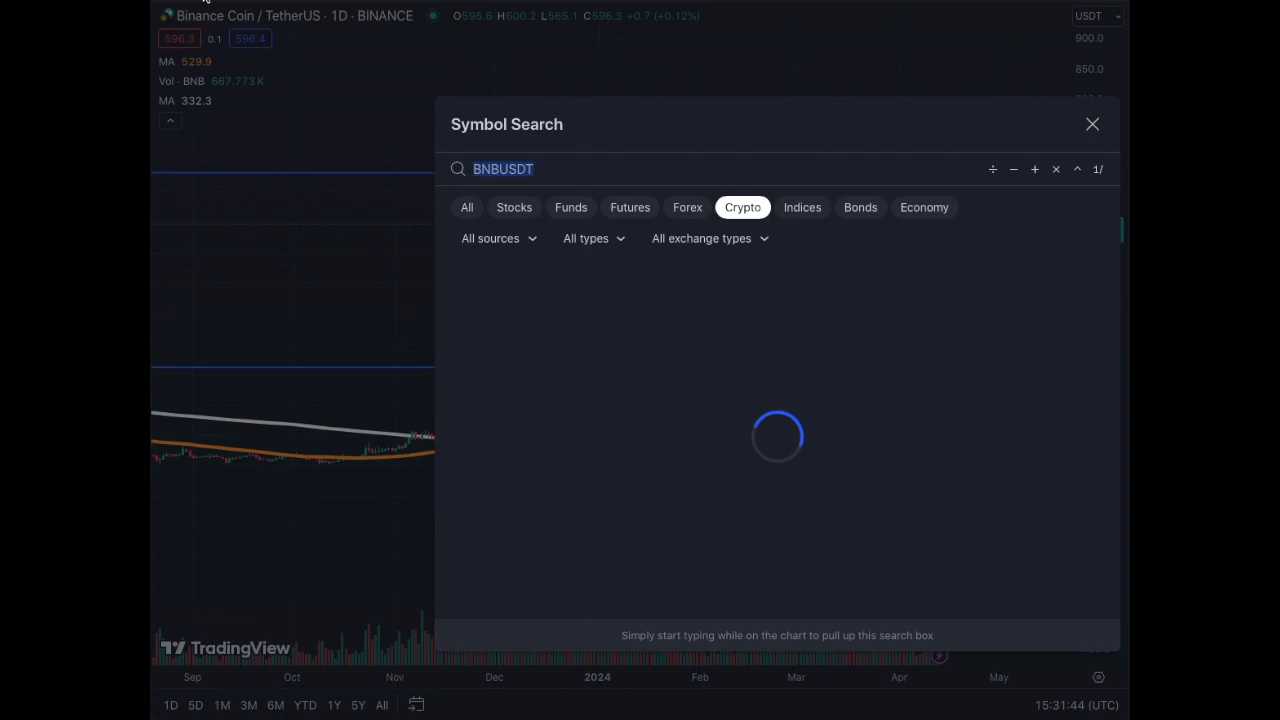 Binance Coin / TetherUS · 1D · BINANCE O595.6 H600.2 L565.1 C596.3 +0.7 (+0.12%) USDT
596.3 0.1 596.4 900.0
MA 529.9 850.0
Vol · BNB 667.773 K
MA 332.3
Symbol Search
BNBUSDT ÷ − + × ^ 1/
All Stocks Funds Futures Forex Crypto Indices Bonds Economy
All sources All types All exchange types
Simply start typing while on the chart to pull up this search box
TradingView
Sep Oct Nov Dec 2024 Feb Mar Apr May
1D 5D 1M 3M 6M YTD 1Y 5Y All 15:31:44 (UTC)